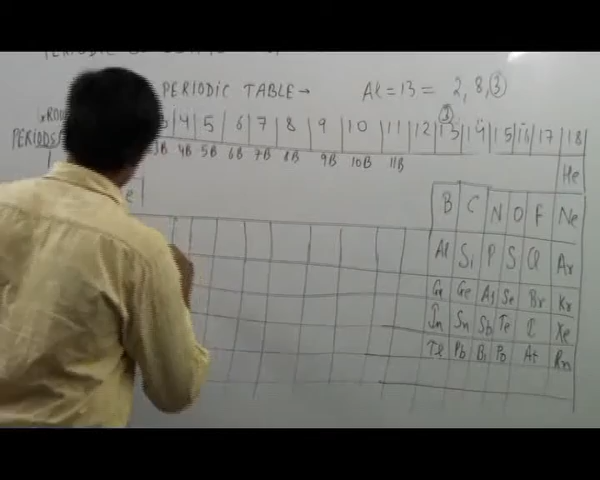 PERIODIC TABLE → Al = 13 = 2, 8, 3
3
3 4 5 6 7 8 9 10 11 12 13 14 15 16 17 18
PERIODS
3B 4B 5B 6B 7B 8B 9B 10B 11B
He
e
B C N O F Ne
Al Si P S Cl Ar
Ge As Se Br Kr
In Sn Sb Te I Xe
Tl Pb Bi Po At Rn